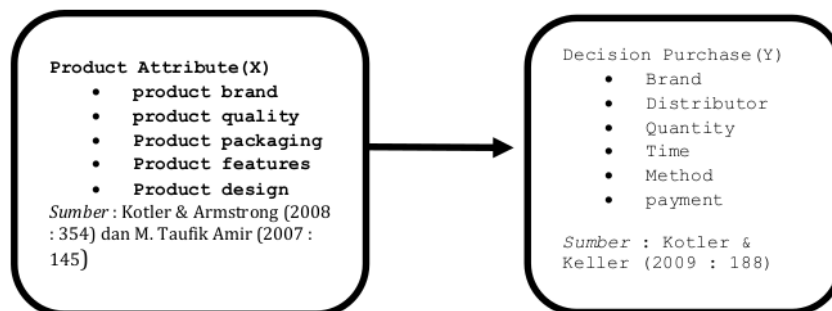 Product Attribute(X)
• product brand
• product quality
• Product packaging
• Product features
• Product design
Sumber : Kotler & Armstrong (2008
: 354) dan M. Taufik Amir (2007 :
145)
Decision Purchase(Y)
• Brand
• Distributor
• Quantity
• Time
• Method
• payment
Sumber : Kotler &
Keller (2009 : 188)